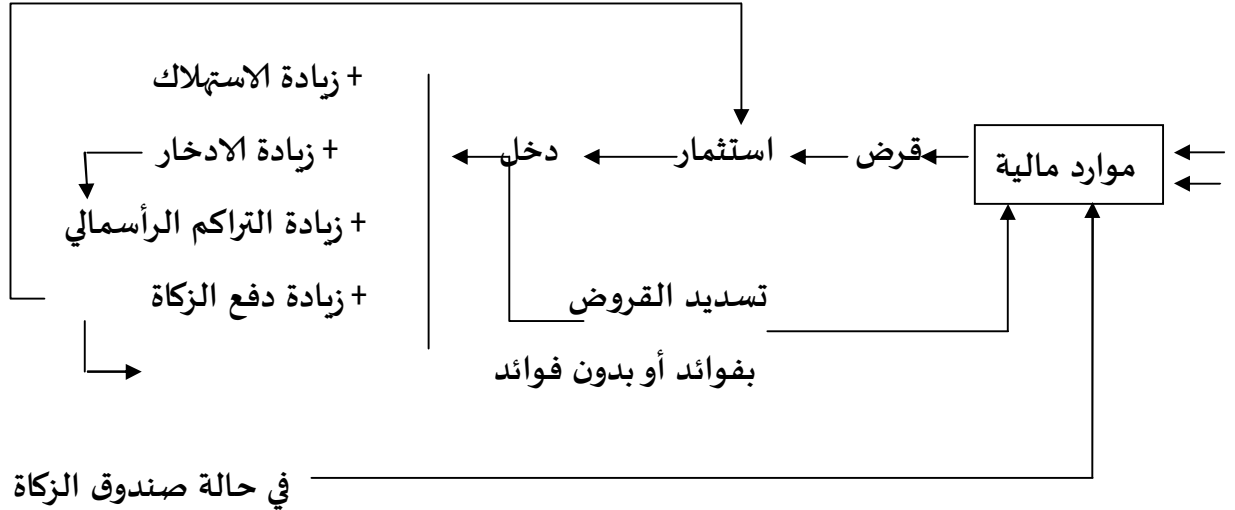 + زيادة الاستهلاك
موارد مالية
قرض
استثمار
دخل
+ زيادة الادخار
+ زيادة التراكم الرأسمالي
+ زيادة دفع الزكاة
تسديد القروض
بفوائد أو بدون فوائد
في حالة صندوق الزكاة